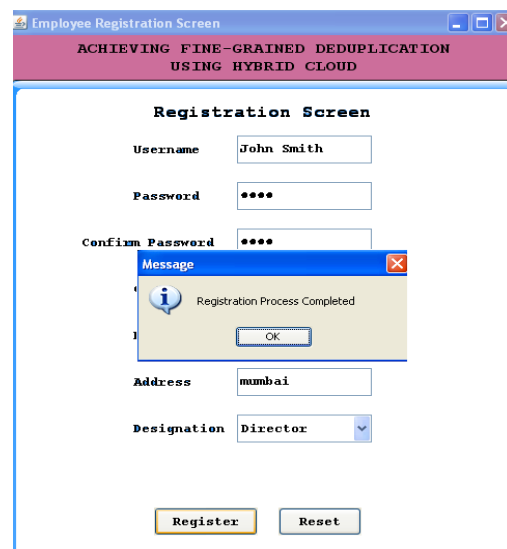 Employee Registration Screen
ACHIEVING FINE-GRAINED DEDUPLICATION
USING HYBRID CLOUD
Registration Screen
Username John Smith
Password ••••
Confirm Password ••••
Message
Registration Process Completed
OK
Address mumbai
Designation Director
Register Reset